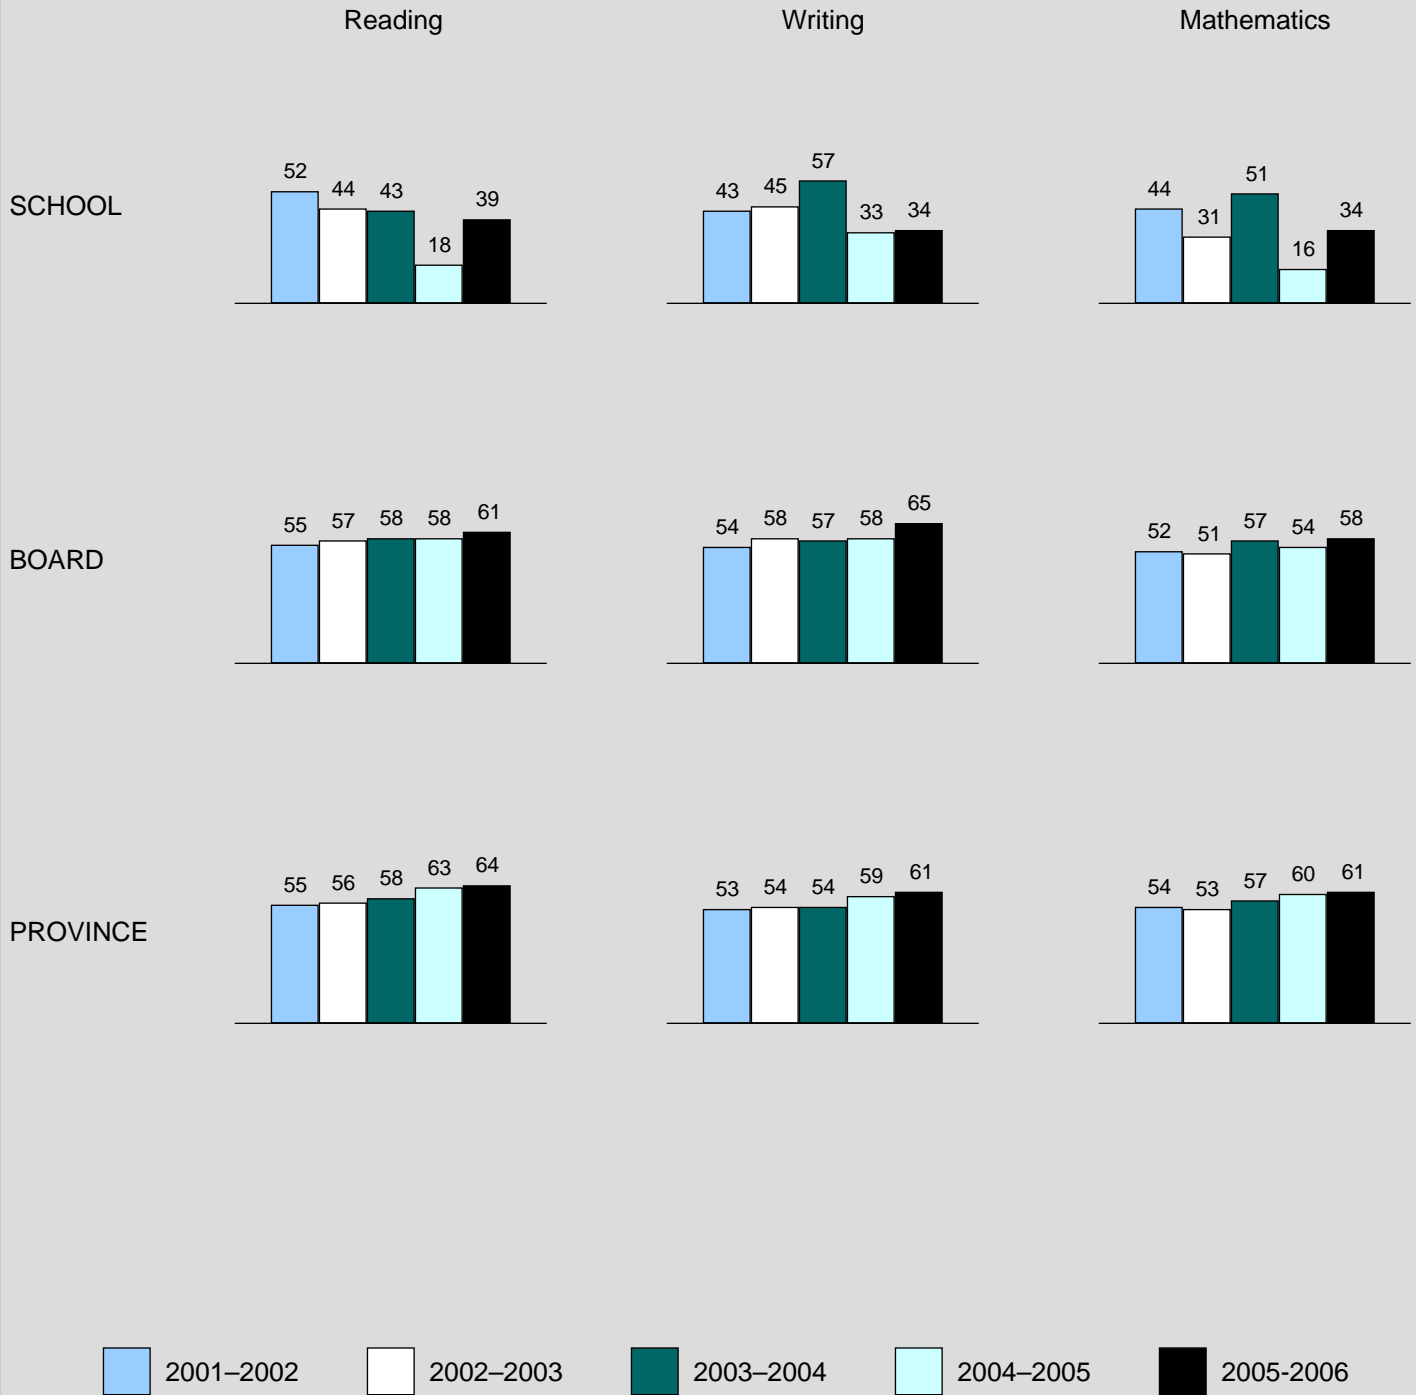 Reading Writing Mathematics
57
52 51
44 43 45 44
39 43
33 34 31 34
SCHOOL
18 16
65
61 58 57 58 57 58
55 57 58 58 54 52 51 54
BOARD
63 64
55 56 58 59 61 57 60 61
53 54 54 54 53
PROVINCE
2001–2002 2002–2003 2003–2004 2004–2005 2005-2006